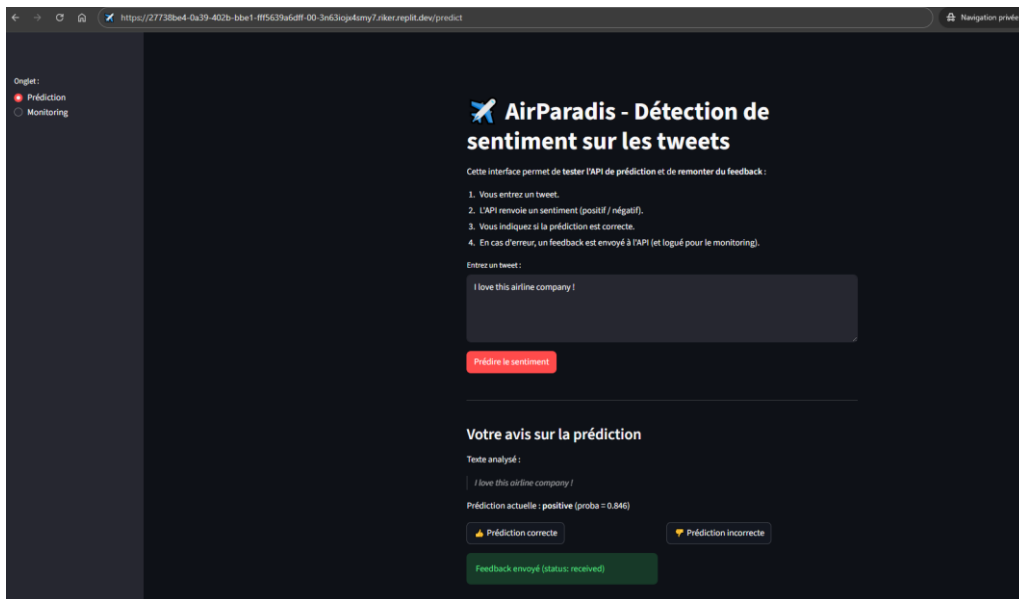 https://27738be4-0a39-402b-bbe1-fff5639a6dff-00-3n63iojx4smy7.riker.replit.dev/predict
Navigation privée
Onglet :
Prédiction
Monitoring
AirParadis - Détection de
sentiment sur les tweets
Cette interface permet de tester l'API de prédiction et de remonter du feedback :
1. Vous entrez un tweet.
2. L'API renvoie un sentiment (positif / négatif).
3. Vous indiquez si la prédiction est correcte.
4. En cas d'erreur, un feedback est envoyé à l'API (et logué pour le monitoring).
Entrez un tweet :
I love this airline company !
Prédire le sentiment
Votre avis sur la prédiction
Texte analysé :
I love this airline company !
Prédiction actuelle : positive (proba = 0.846)
👍 Prédiction correcte
👎 Prédiction incorrecte
Feedback envoyé (status: received)